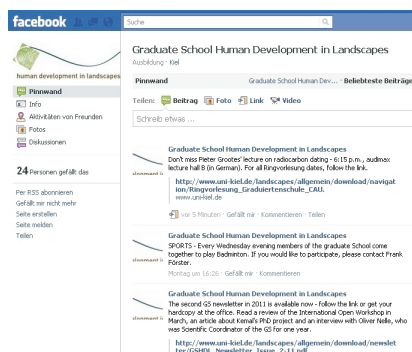 facebook
Suche
Graduate School Human Development in Landscapes
Ausbildung · Kiel
human development in landscapes
Pinnwand
Graduate School Human Dev... · Beliebteste Beiträge
Pinnwand
Info
Aktivitäten von Freunden
Fotos
Diskussionen
Teilen: Beitrag Foto Link Video
Schreib etwas ...
24 Personen gefällt das
Per RSS abonnieren
Gefällt mir nicht mehr
Seite erstellen
Seite melden
Teilen
Graduate School Human Development in Landscapes
Don't miss Pieter Grootes' lecture on radiocarbon dating - 6:15 p.m., audimax
lecture hall B (in German). For all Ringvorlesung dates, follow the link.
http://www.uni-kiel.de/landscapes/allgemein/download/navigat
ion/Ringvorlesung_Graduiertenschule_CAU.
www.uni-kiel.de
vor 5 Minuten · Gefällt mir · Kommentieren · Teilen
Graduate School Human Development in Landscapes
SPORTS - Every Wednesday evening members of the graduate School come
together to play Badminton. If you would like to participate, please contact Frank
Förster.
Montag um 16:26 · Gefällt mir · Kommentieren
Graduate School Human Development in Landscapes
The second GS newsletter in 2011 is available now - follow the link or get your
hardcopy at the office. Read a review of the International Open Workshop in
March, an article about Kemal's PhD project and an interview with Oliver Nelle, who
was Scientific Coordinator of the GS for one year.
http://www.uni-kiel.de/landscapes/allgemein/download/newslet
ter/GSHDL_Newsletter_Issue_2-11.pdf